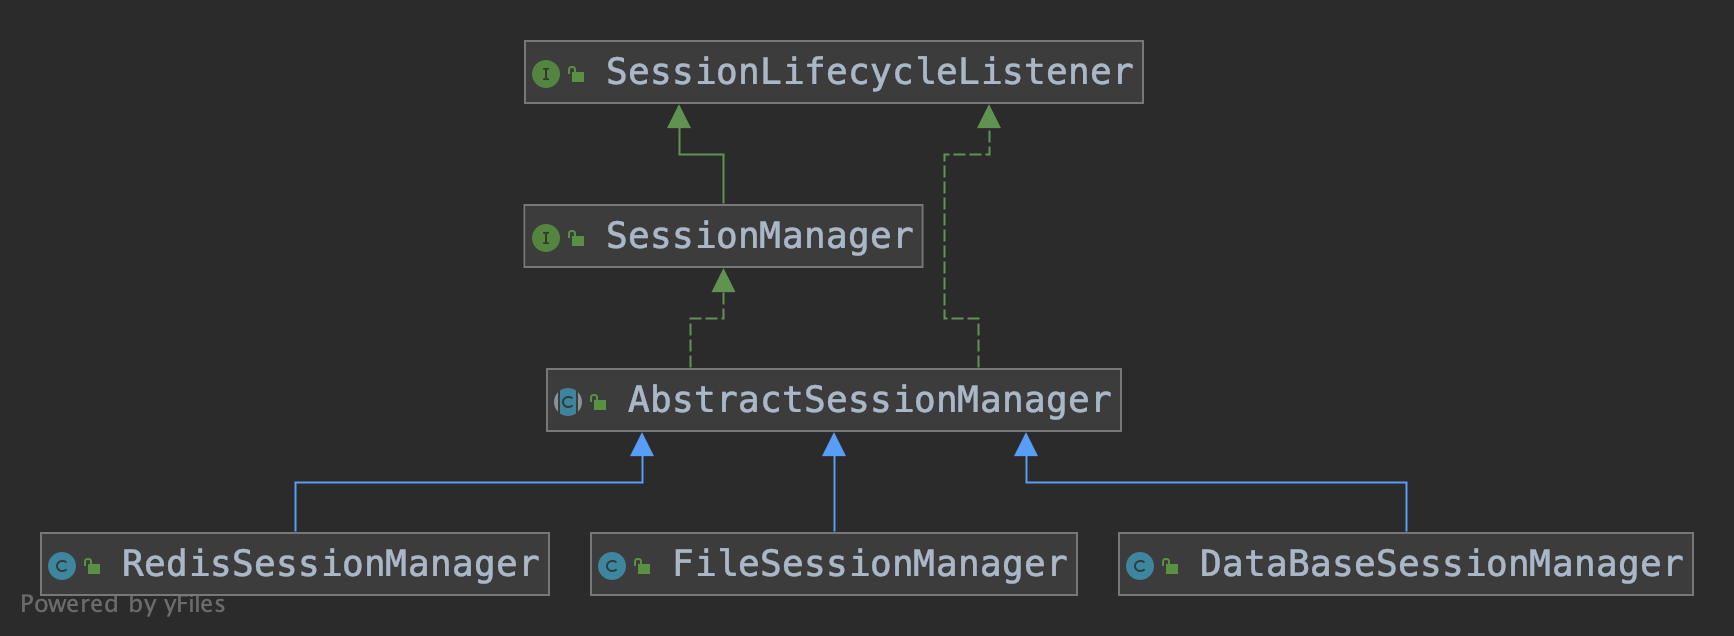 SessionLifecycleListener
SessionManager
AbstractSessionManager
RedisSessionManager
FileSessionManager
DataBaseSessionManager
Powered by yFiles